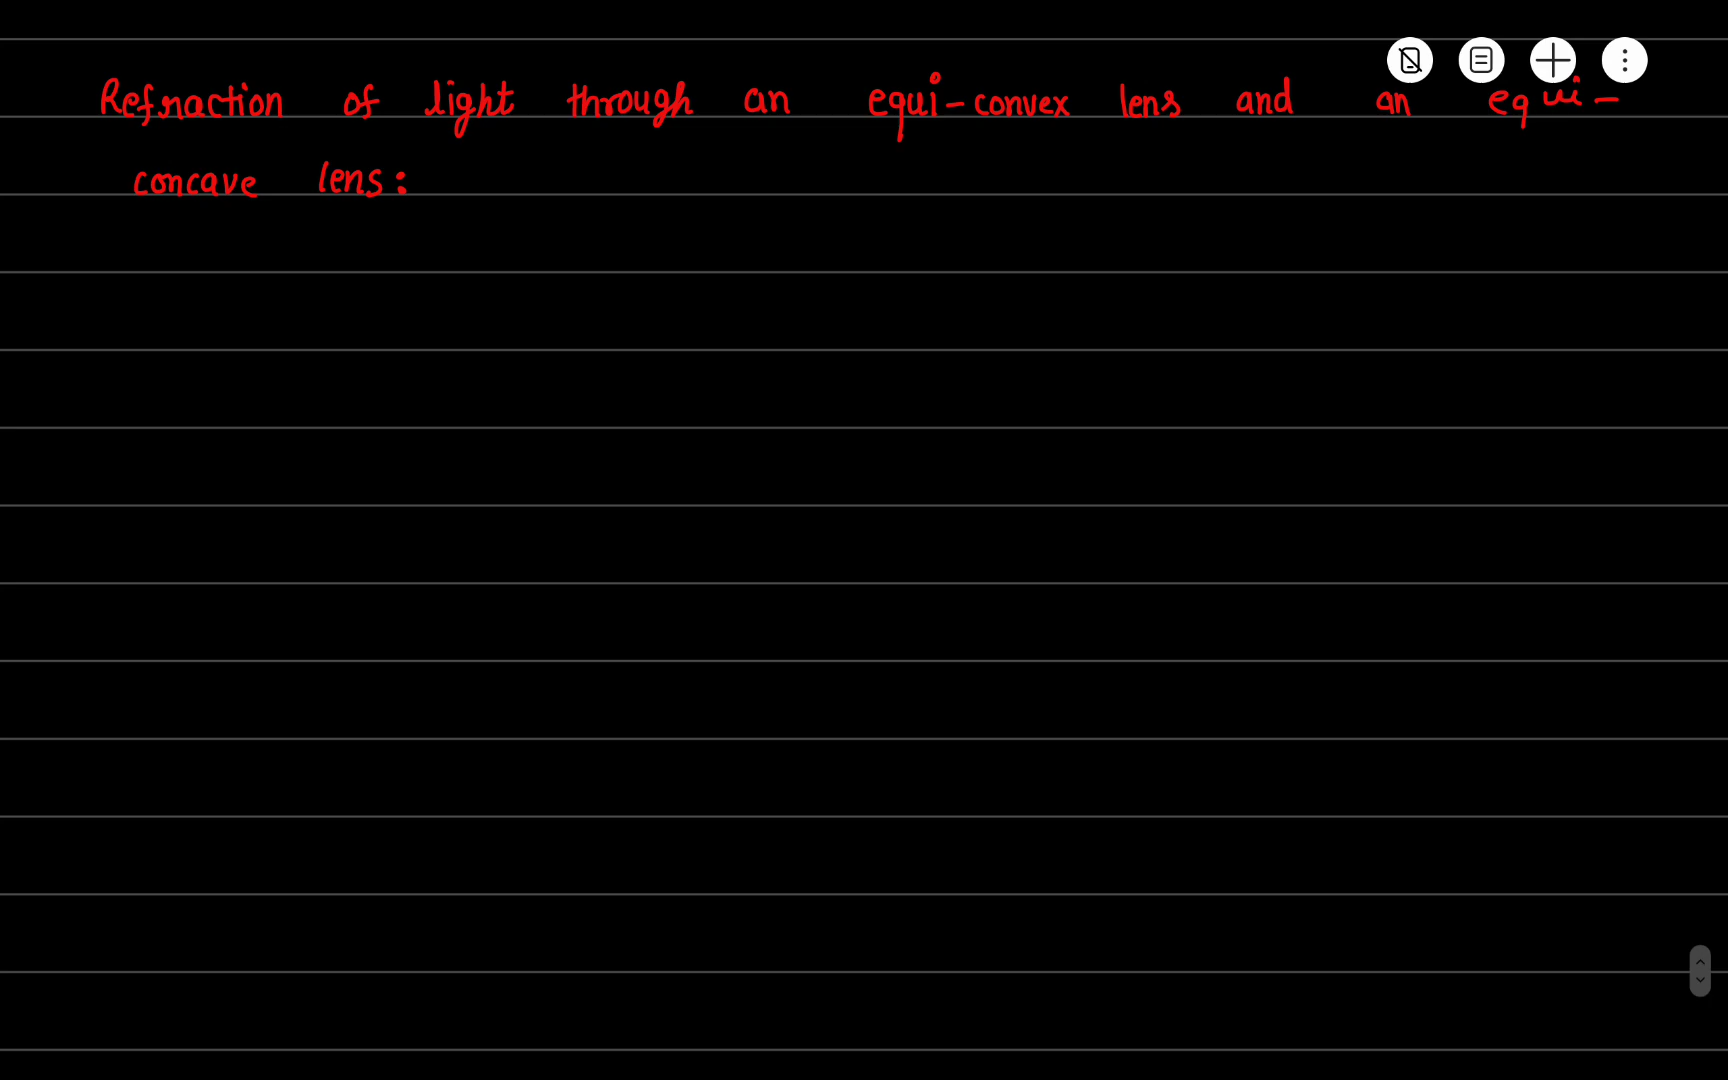 Refraction of light through an equi-convex lens and an equi-
concave lens: